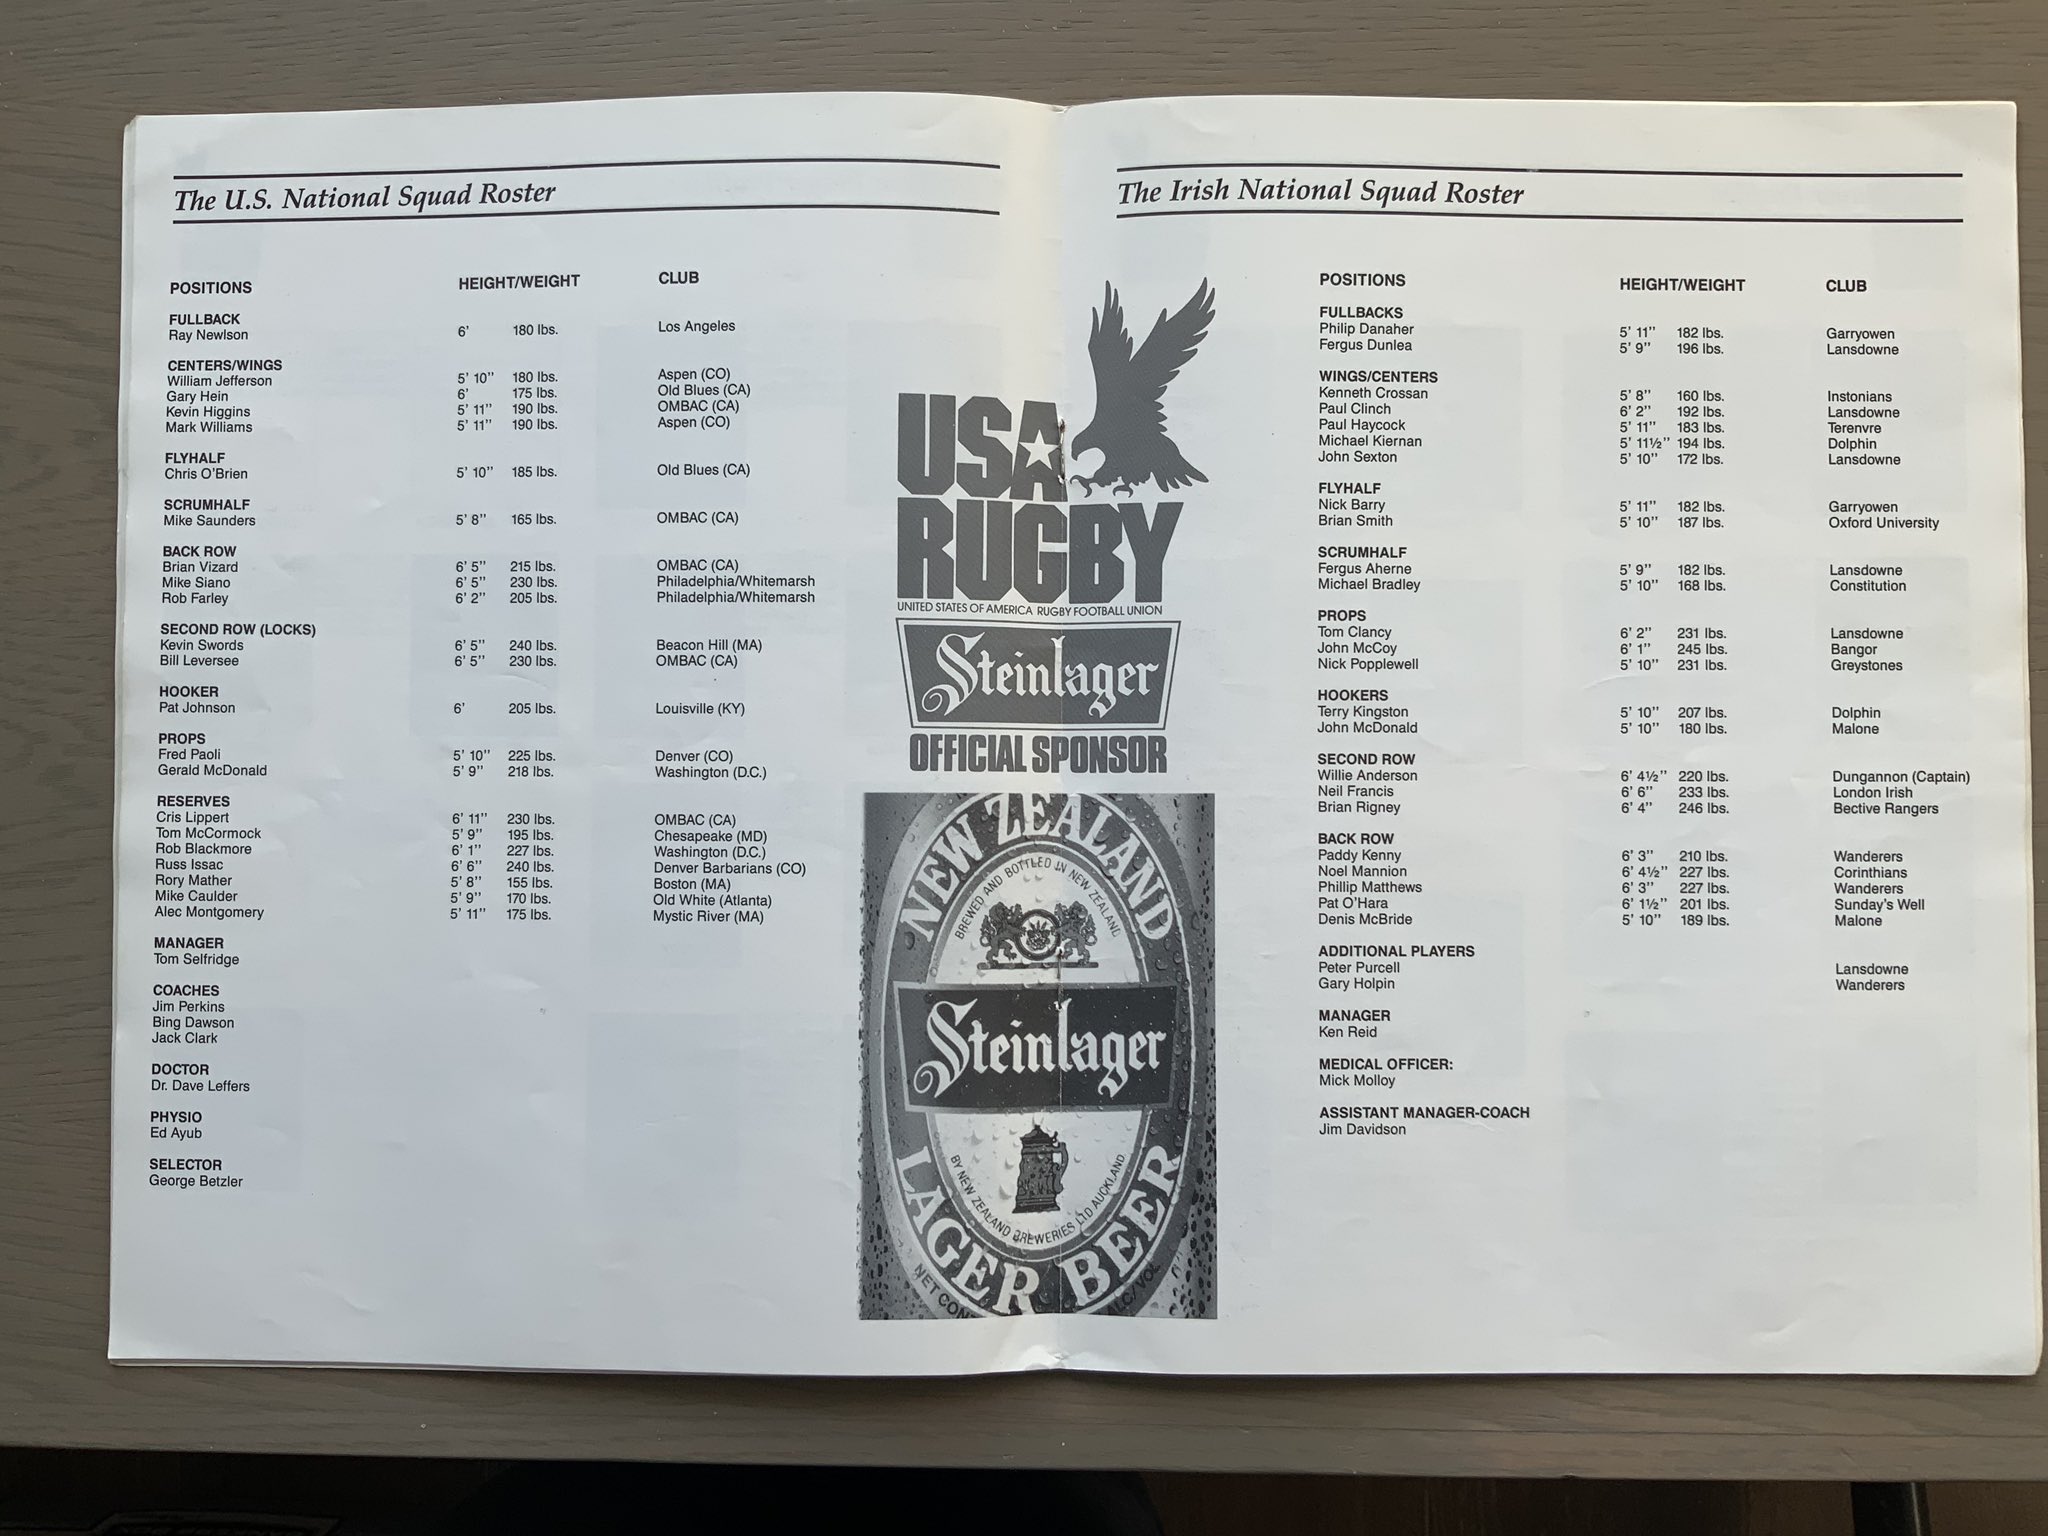 The U.S. National Squad Roster
POSITIONS HEIGHT/WEIGHT CLUB
FULLBACK
Ray Newlson 6' 180 lbs. Los Angeles
CENTERS/WINGS
William Jefferson 5' 10" 180 lbs. Aspen (CO)
Gary Hein 6' 175 lbs. Old Blues (CA)
Kevin Higgins 5' 11" 190 lbs. OMBAC (CA)
Mark Williams 5' 11" 190 lbs. Aspen (CO)
FLYHALF
Chris O'Brien 5' 10" 185 lbs. Old Blues (CA)
SCRUMHALF
Mike Saunders 5' 8" 165 lbs. OMBAC (CA)
BACK ROW
Brian Vizard 6' 5" 215 lbs. OMBAC (CA)
Mike Siano 6' 5" 230 lbs. Philadelphia/Whitemarsh
Rob Farley 6' 2" 205 lbs. Philadelphia/Whitemarsh
SECOND ROW (LOCKS)
Kevin Swords 6' 5" 240 lbs. Beacon Hill (MA)
Bill Leversee 6' 5" 230 lbs. OMBAC (CA)
HOOKER
Pat Johnson 6' 205 lbs. Louisville (KY)
PROPS
Fred Paoli 5' 10" 225 lbs. Denver (CO)
Gerald McDonald 5' 9" 218 lbs. Washington (D.C.)
RESERVES
Cris Lippert 6' 11" 230 lbs. OMBAC (CA)
Tom McCormock 5' 9" 195 lbs. Chesapeake (MD)
Rob Blackmore 6' 1" 227 lbs. Washington (D.C.)
Russ Issac 6' 6" 240 lbs. Denver Barbarians (CO)
Rory Mather 5' 8" 155 lbs. Boston (MA)
Mike Caulder 5' 9" 170 lbs. Old White (Atlanta)
Alec Montgomery 5' 11" 175 lbs. Mystic River (MA)
MANAGER
Tom Selfridge
COACHES
Jim Perkins
Bing Dawson
Jack Clark
DOCTOR
Dr. Dave Leffers
PHYSIO
Ed Ayub
SELECTOR
George Betzler
USA
RUGBY
UNITED STATES OF AMERICA RUGBY FOOTBALL UNION
Steinlager
OFFICIAL SPONSOR
NEW ZEALAND
BREWED AND BOTTLED IN NEW ZEALAND
Steinlager
BY NEW ZEALAND BREWERIES LTD AUCKLAND
LAGER BEER
NET ALC/VOL
The Irish National Squad Roster
POSITIONS HEIGHT/WEIGHT CLUB
FULLBACKS
Philip Danaher 5' 11" 182 lbs. Garryowen
Fergus Dunlea 5' 9" 196 lbs. Lansdowne
WINGS/CENTERS
Kenneth Crossan 5' 8" 160 lbs. Instonians
Paul Clinch 6' 2" 192 lbs. Lansdowne
Paul Haycock 5' 11" 183 lbs. Terenvre
Michael Kiernan 5' 11½" 194 lbs. Dolphin
John Sexton 5' 10" 172 lbs. Lansdowne
FLYHALF
Nick Barry 5' 11" 182 lbs. Garryowen
Brian Smith 5' 10" 187 lbs. Oxford University
SCRUMHALF
Fergus Aherne 5' 9" 182 lbs. Lansdowne
Michael Bradley 5' 10" 168 lbs. Constitution
PROPS
Tom Clancy 6' 2" 231 lbs. Lansdowne
John McCoy 6' 1" 245 lbs. Bangor
Nick Popplewell 5' 10" 231 lbs. Greystones
HOOKERS
Terry Kingston 5' 10" 207 lbs. Dolphin
John McDonald 5' 10" 180 lbs. Malone
SECOND ROW
Willie Anderson 6' 4½" 220 lbs. Dungannon (Captain)
Neil Francis 6' 6" 233 lbs. London Irish
Brian Rigney 6' 4" 246 lbs. Bective Rangers
BACK ROW
Paddy Kenny 6' 3" 210 lbs. Wanderers
Noel Mannion 6' 4½" 227 lbs. Corinthians
Phillip Matthews 6' 3" 227 lbs. Wanderers
Pat O'Hara 6' 1½" 201 lbs. Sunday's Well
Denis McBride 5' 10" 189 lbs. Malone
ADDITIONAL PLAYERS
Peter Purcell Lansdowne
Gary Holpin Wanderers
MANAGER
Ken Reid
MEDICAL OFFICER:
Mick Molloy
ASSISTANT MANAGER-COACH
Jim Davidson